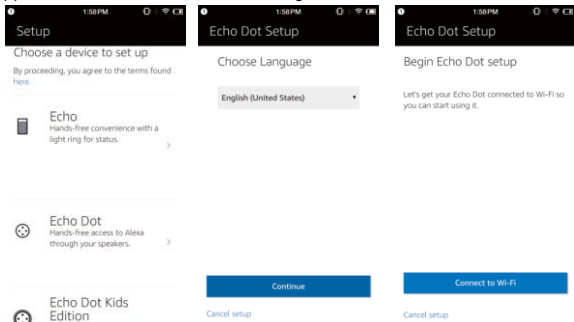 1:58PM
Setup
Choose a device to set up
By proceeding, you agree to the terms found
here
Echo
Hands-free convenience with a
light ring for status.
Echo Dot
Hands-free access to Alexa
through your speakers.
Echo Dot Kids
Edition
1:58PM
Echo Dot Setup
Choose Language
English (United States)
Continue
Cancel setup
1:58PM
Echo Dot Setup
Begin Echo Dot setup
Let's get your Echo Dot connected to Wi-Fi so
you can start using it.
Connect to Wi-Fi
Cancel setup